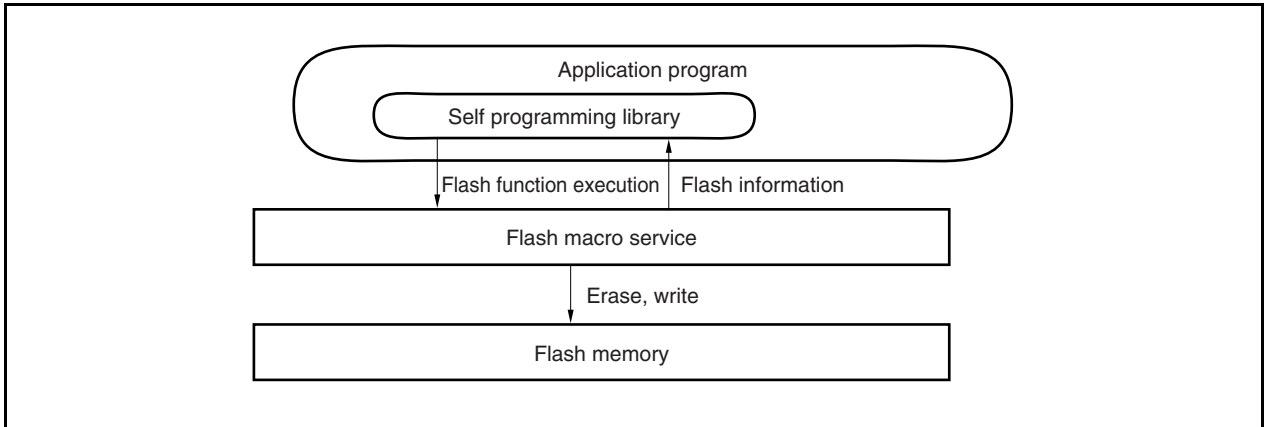 Application program
Self programming library
Flash function execution
Flash information
Flash macro service
Erase, write
Flash memory